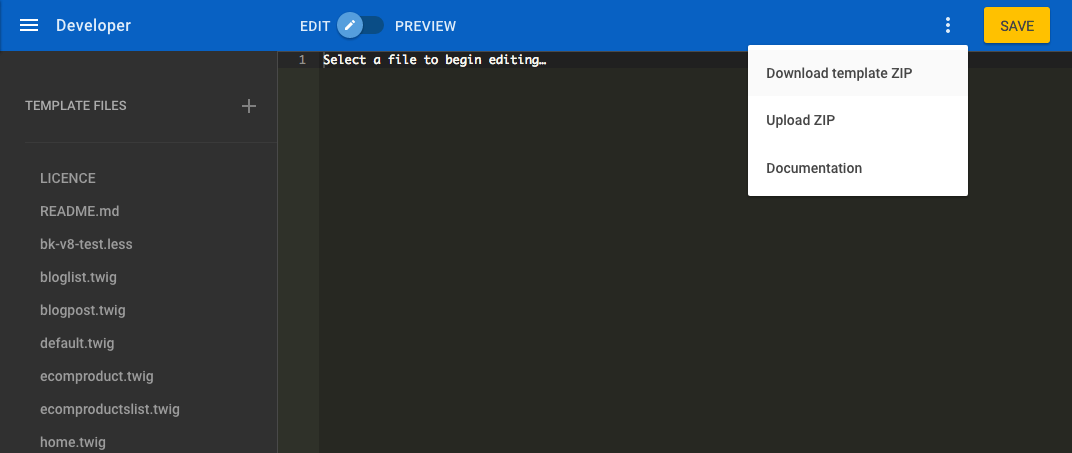 Developer
EDIT
PREVIEW
SAVE
TEMPLATE FILES
LICENCE
README.md
bk-v8-test.less
bloglist.twig
blogpost.twig
default.twig
ecomproduct.twig
ecomproductslist.twig
home.twig
1 Select a file to begin editing…
Download template ZIP
Upload ZIP
Documentation